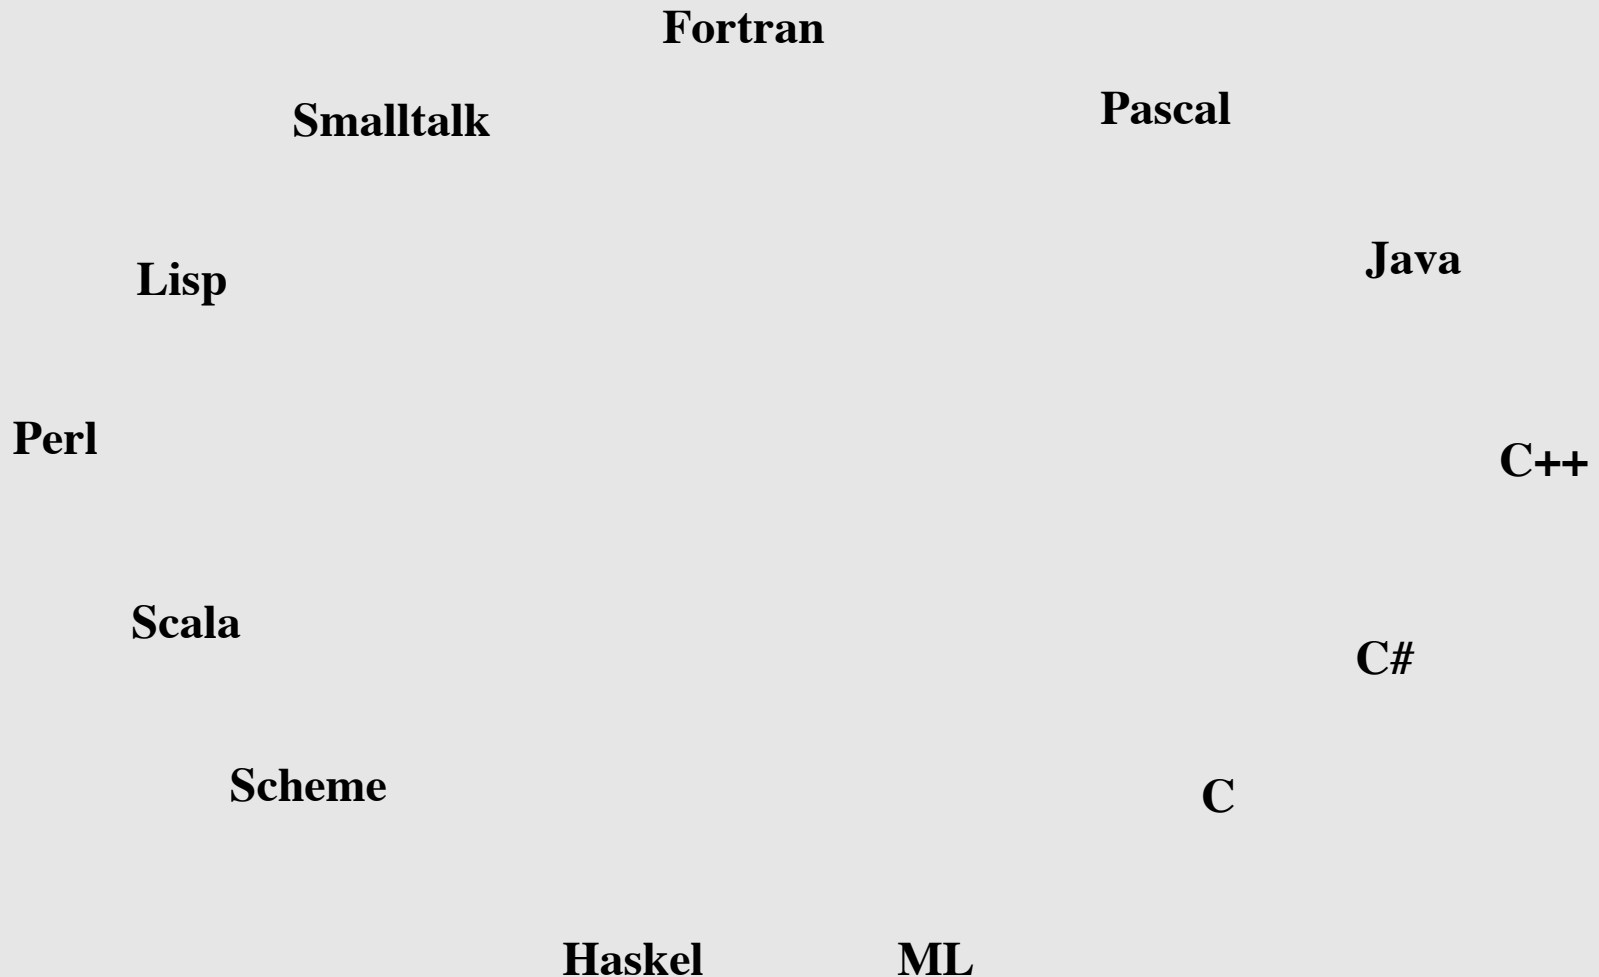 Fortran
Pascal
Smalltalk
Java
Lisp
Perl
C++
Scala
C#
Scheme
C
Haskel
ML